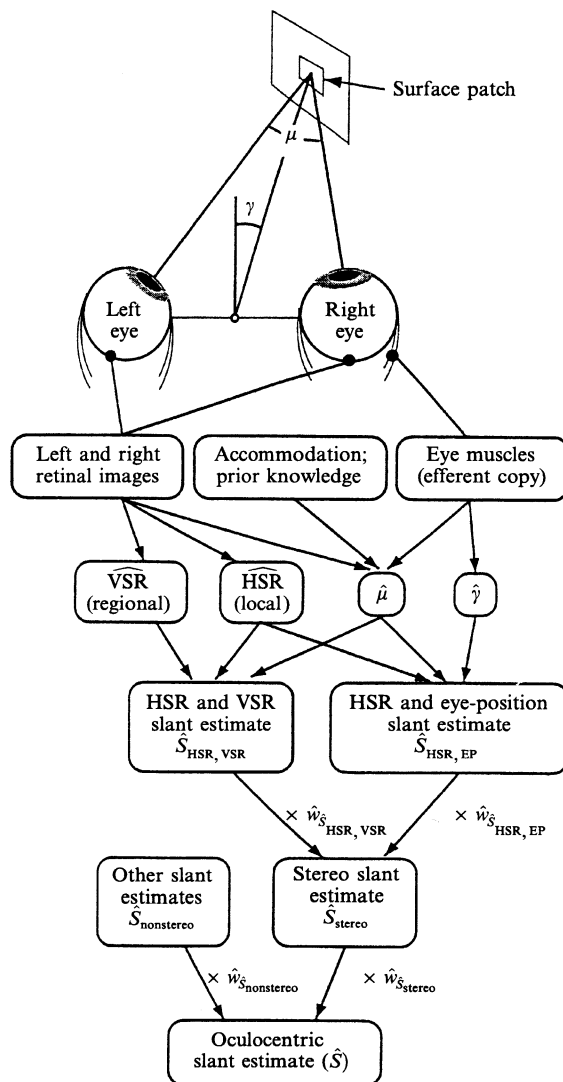 Surface patch
μ
γ
Left
eye
Right
eye
Left and right
retinal images
Accommodation;
prior knowledge
Eye muscles
(efferent copy)
V̂SR
(regional)
ĤSR
(local)
μ̂
γ̂
HSR and VSR
slant estimate
Ŝ_HSR, VSR
HSR and eye-position
slant estimate
Ŝ_HSR, EP
× ŵ_Ŝ_HSR, VSR
× ŵ_Ŝ_HSR, EP
Other slant
estimates
Ŝ_nonstereo
Stereo slant
estimate
Ŝ_stereo
× ŵ_Ŝ_nonstereo
× ŵ_Ŝ_stereo
Oculocentric
slant estimate (Ŝ)